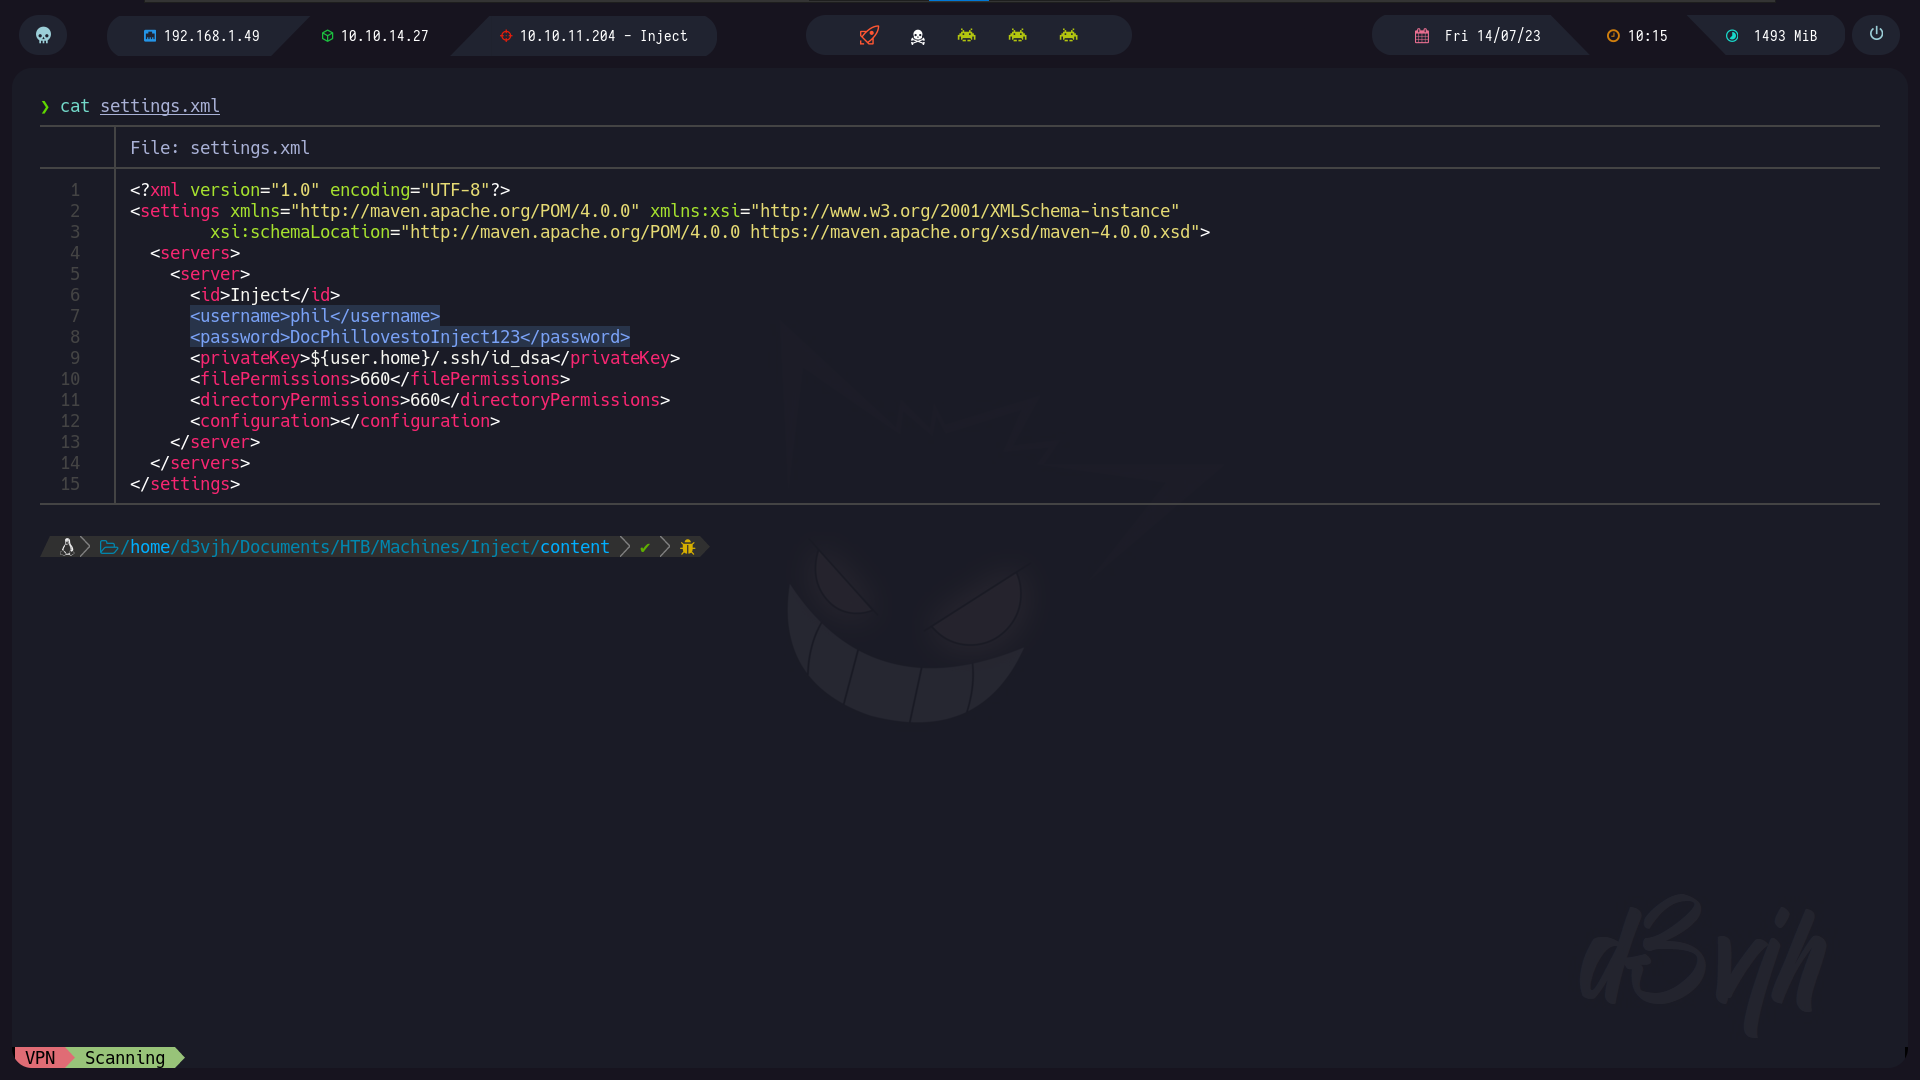 192.168.1.49 10.10.14.27 10.10.11.204 - Inject Fri 14/07/23 10:15 1493 MiB
❯ cat settings.xml
File: settings.xml
1 <?xml version="1.0" encoding="UTF-8"?>
2 <settings xmlns="http://maven.apache.org/POM/4.0.0" xmlns:xsi="http://www.w3.org/2001/XMLSchema-instance"
3 xsi:schemaLocation="http://maven.apache.org/POM/4.0.0 https://maven.apache.org/xsd/maven-4.0.0.xsd">
4 <servers>
5 <server>
6 <id>Inject</id>
7 <username>phil</username>
8 <password>DocPhillovestoInject123</password>
9 <privateKey>${user.home}/.ssh/id_dsa</privateKey>
10 <filePermissions>660</filePermissions>
11 <directoryPermissions>660</directoryPermissions>
12 <configuration></configuration>
13 </server>
14 </servers>
15 </settings>
/home/d3vjh/Documents/HTB/Machines/Inject/content ✔
d3vjh
VPN Scanning